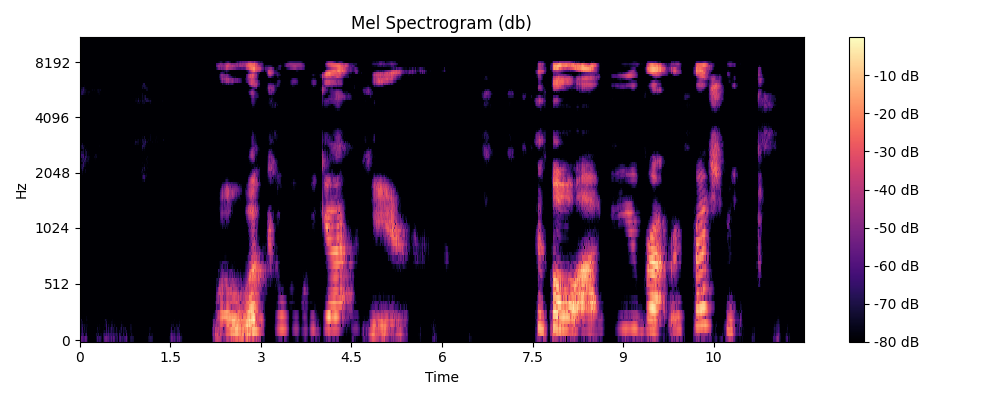 Mel Spectrogram (db)
8192
4096
2048
1024
512
0
Hz
0 1.5 3 4.5 6 7.5 9 10
Time
-10 dB
-20 dB
-30 dB
-40 dB
-50 dB
-60 dB
-70 dB
-80 dB